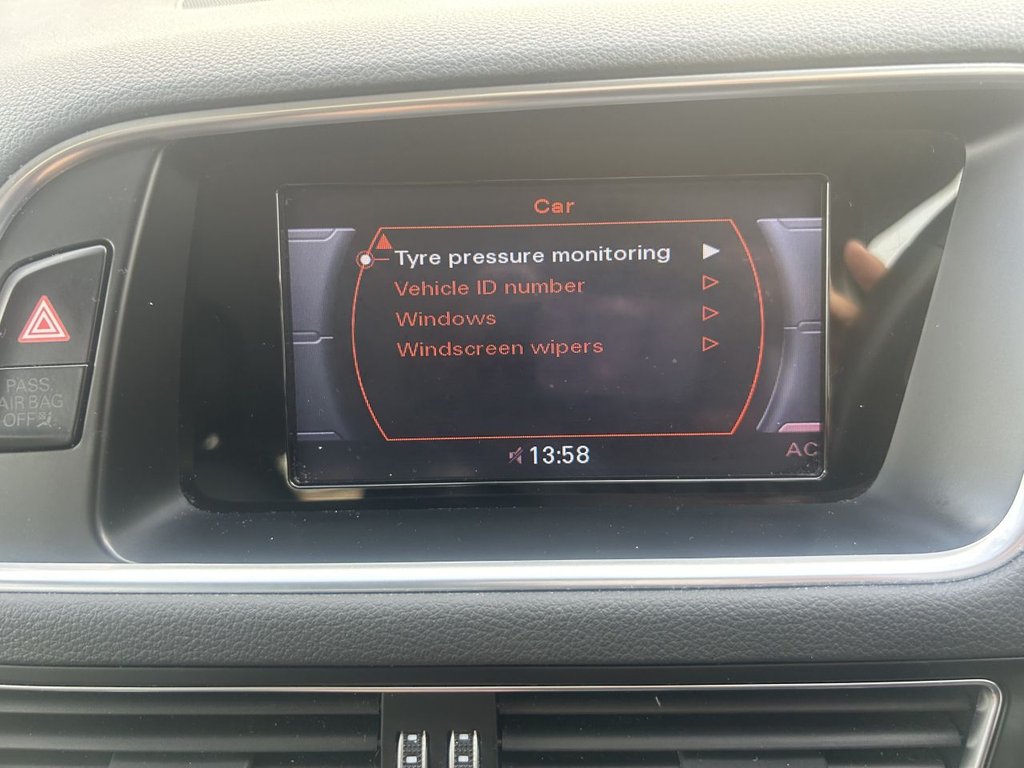 Car
Tyre pressure monitoring
Vehicle ID number
Windows
Windscreen wipers
13:58
AC
PASS
AIR BAG
OFF